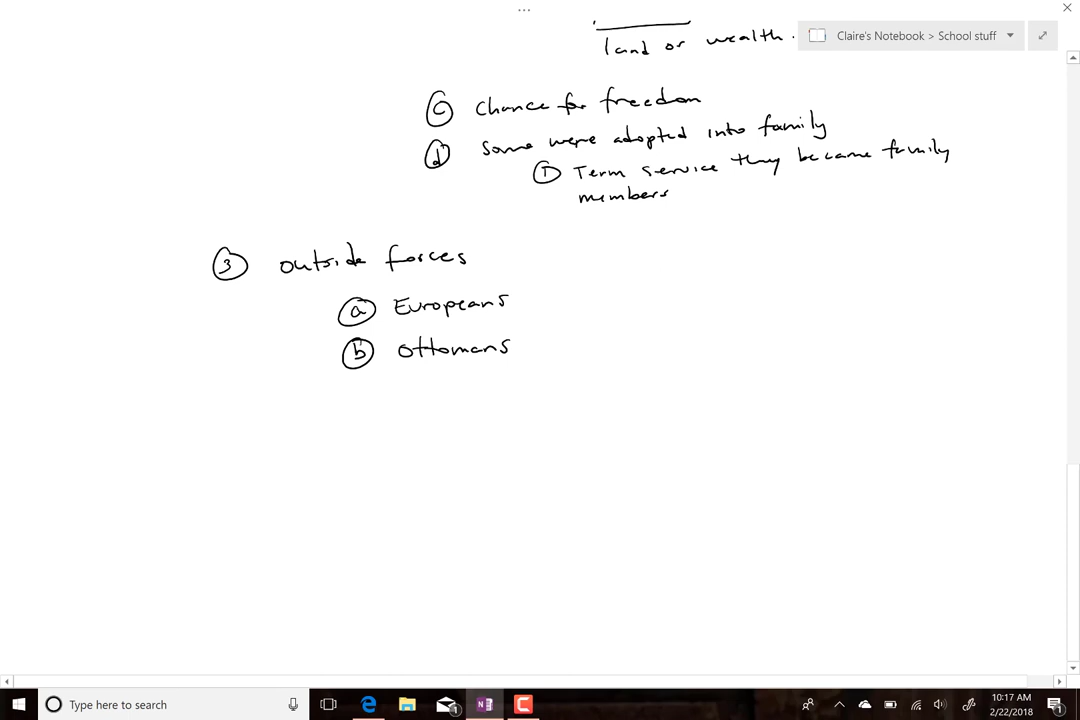 land or wealth.
Claire's Notebook > School stuff
c chance for freedom
d Some were adopted into family
1 Term service they became family
members
3 outside forces
a Europeans
b Ottomans
Type here to search
10:17 AM
2/22/2018